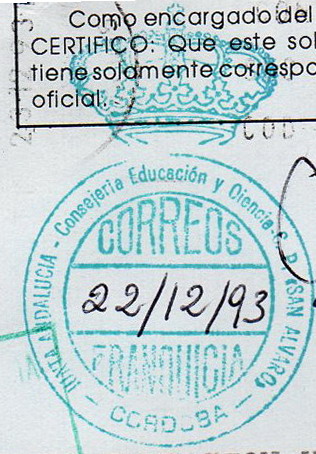 Como encargado del
CERTIFICO: Que este sol
tiene solamente correspo
oficial.
JUNTA ANDALUCIA - Consejería Educación y Ciencia C. P. SAN ALVARO
CORREOS
22/12/93
FRANQUICIA
- CORDOBA -